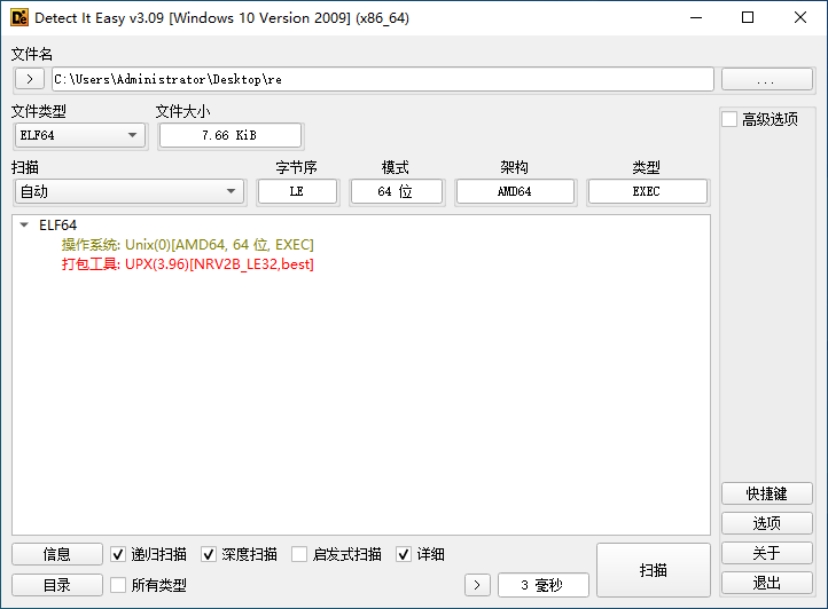 Detect It Easy v3.09 [Windows 10 Version 2009] (x86_64)
文件名
> C:\Users\Administrator\Desktop\re ...
文件类型 文件大小
ELF64 7.66 KiB
高级选项
扫描 字节序 模式 架构 类型
自动 LE 64 位 AMD64 EXEC
ELF64
操作系统: Unix(0)[AMD64, 64 位, EXEC]
打包工具: UPX(3.96)[NRV2B_LE32,best]
快捷键
选项
关于
退出
信息 递归扫描 深度扫描 启发式扫描 详细
目录 所有类型 > 3 毫秒
扫描